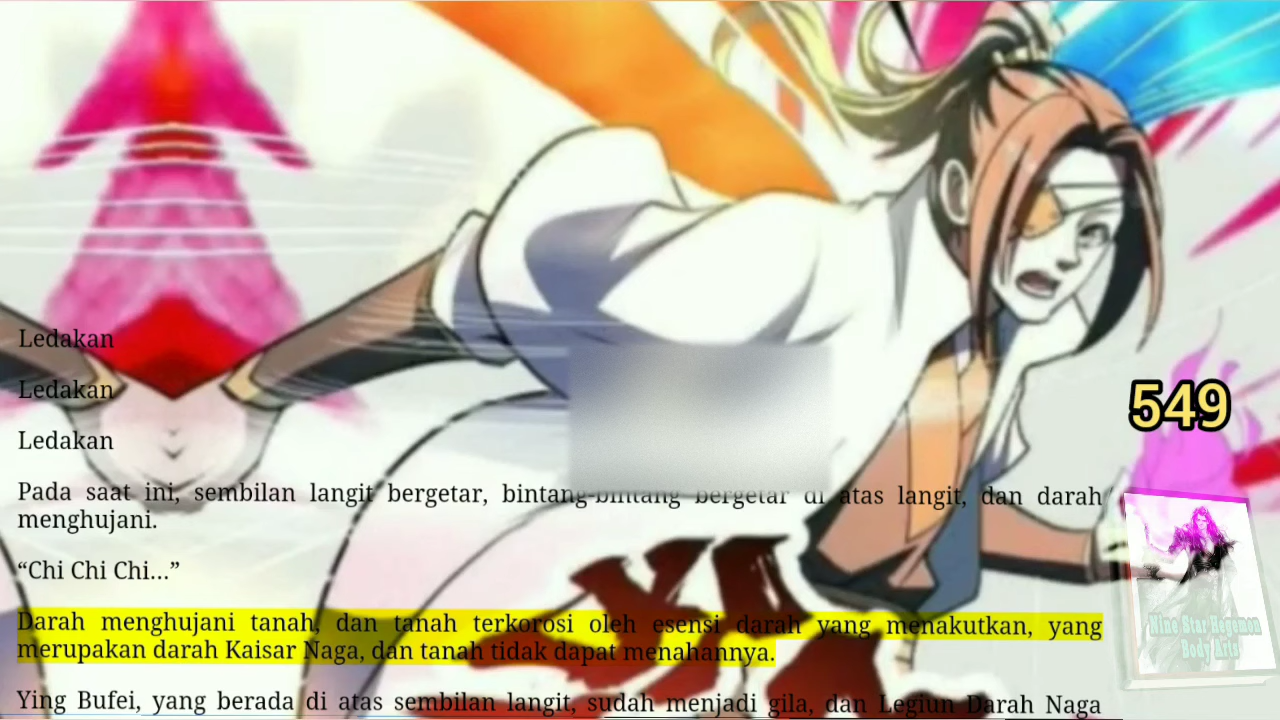 Ledakan
Ledakan
Ledakan
549
Pada saat ini, sembilan langit bergetar, bintang-bintang bergetar di atas langit, dan darah
menghujani.
“Chi Chi Chi...”
Darah menghujani tanah, dan tanah terkorosi oleh esensi darah yang menakutkan, yang
merupakan darah Kaisar Naga, dan tanah tidak dapat menahannya.
Nine Star Hegemon
Body Arts
Ying Bufei, yang berada di atas sembilan langit, sudah menjadi gila, dan Legiun Darah Naga